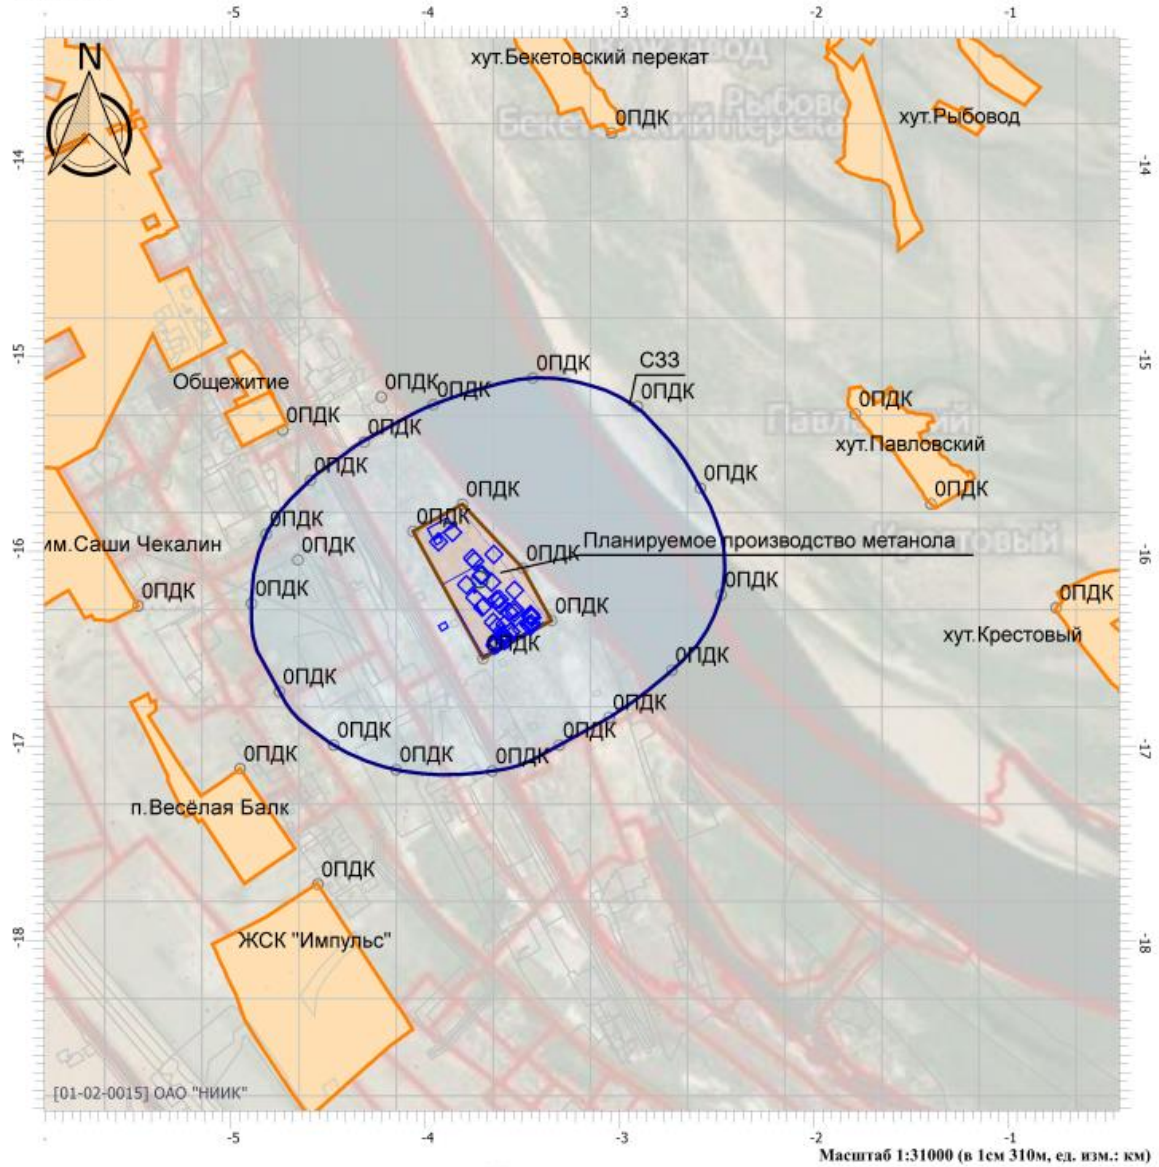 -5 -4 -3 -2 -1
N
хут.Бекетовский перекат
Рыбовод
0ПДК
хут.Рыбовод
-14 -14
-15 -15
0ПДК
СЗЗ
Общежитие
0ПДК 0ПДК
0ПДК
0ПДК
0ПДК
0ПДК
Павловский
хут.Павловский
0ПДК
0ПДК
0ПДК
0ПДК
0ПДК
0ПДК
им.Саши Чекалин
0ПДК
0ПДК
Планируемое производство метанола
-16 -16
0ПДК
0ПДК
0ПДК
0ПДК
0ПДК
хут.Крестовый
0ПДК
0ПДК
0ПДК
0ПДК
0ПДК
0ПДК
0ПДК
0ПДК
-17 -17
0ПДК
п.Весёлая Балк
0ПДК
ЖСК "Импульс"
-18 -18
[01-02-0015] ОАО "НИИК"
-5 -4 -3 -2 -1
Масштаб 1:31000 (в 1см 310м, ед. изм.: км)